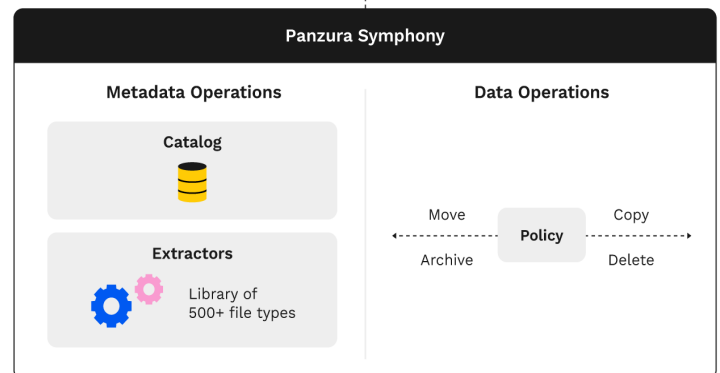 Panzura Symphony
Metadata Operations
Catalog
Extractors
Library of
500+ file types
Data Operations
Move
Copy
Policy
Archive
Delete